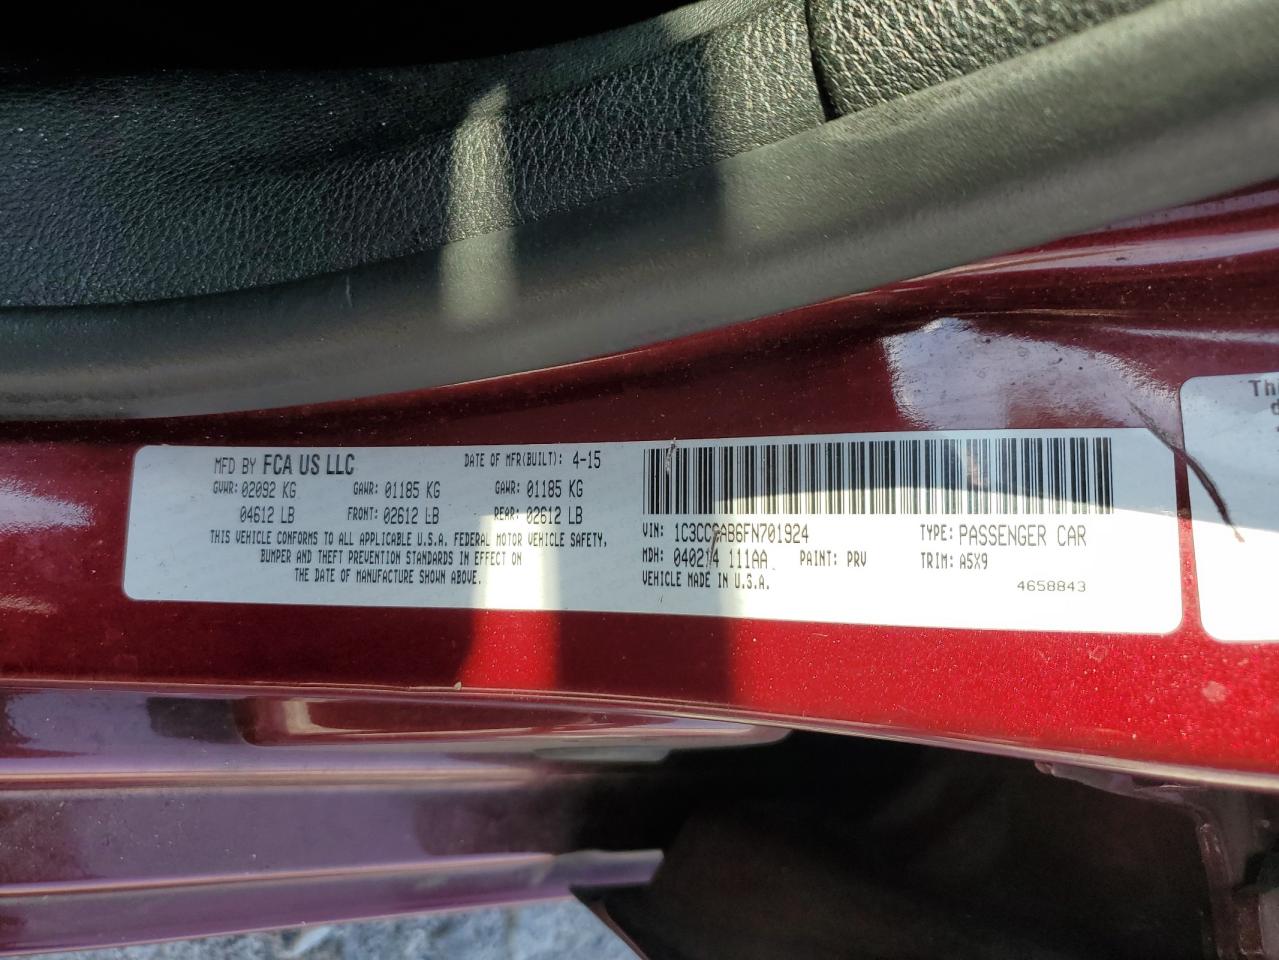 MFD BY FCA US LLC DATE OF MFR(BUILT): 4-15
GVWR: 02092 KG GAWR: 01185 KG GAWR: 01185 KG
04612 LB FRONT: 02612 LB REAR: 02612 LB
THIS VEHICLE CONFORMS TO ALL APPLICABLE U.S.A. FEDERAL MOTOR VEHICLE SAFETY,
BUMPER AND THEFT PREVENTION STANDARDS IN EFFECT ON
THE DATE OF MANUFACTURE SHOWN ABOVE.
VIN: 1C3CCCAB6FN701924 TYPE: PASSENGER CAR
MDH: 040214 111AA PAINT: PRV TRIM: A5X9
VEHICLE MADE IN U.S.A. 4658843